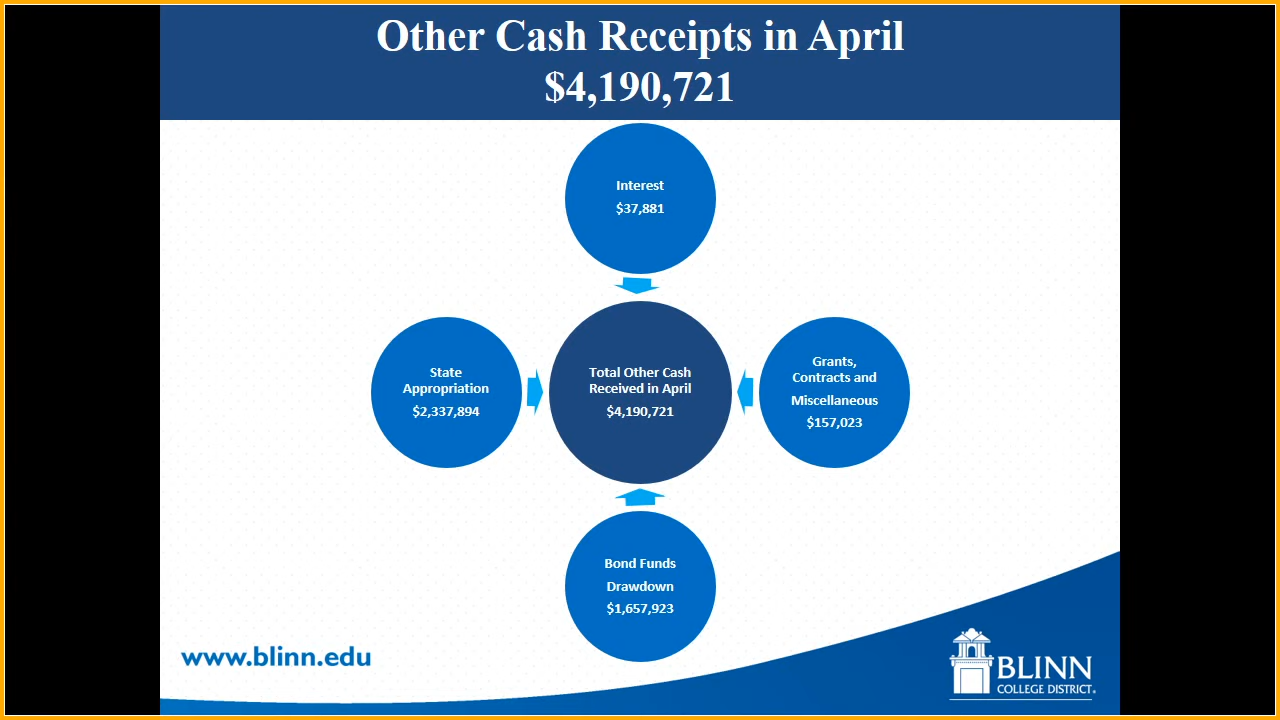 Other Cash Receipts in April
$4,190,721
Interest
$37,881
State
Appropriation
$2,337,894
Total Other Cash
Received in April
$4,190,721
Grants,
Contracts and
Miscellaneous
$157,023
Bond Funds
Drawdown
$1,657,923
www.blinn.edu
BLINN
COLLEGE DISTRICT®